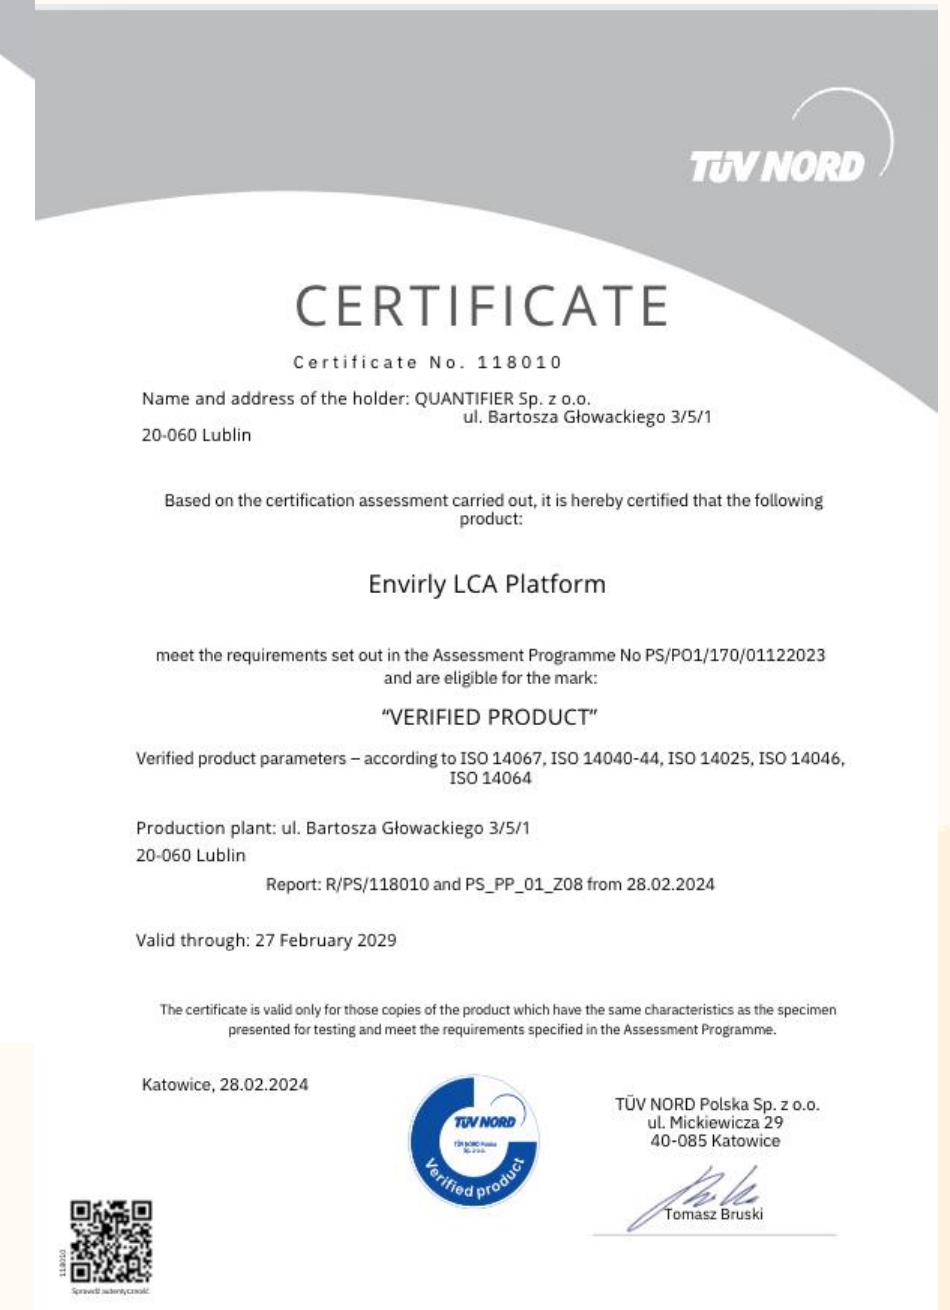 TÜV NORD
CERTIFICATE
Certificate No. 118010
Name and address of the holder: QUANTIFIER Sp. z o.o.
ul. Bartosza Głowackiego 3/5/1
20-060 Lublin
Based on the certification assessment carried out, it is hereby certified that the following
product:
Envirly LCA Platform
meet the requirements set out in the Assessment Programme No PS/PO1/170/01122023
and are eligible for the mark:
“VERIFIED PRODUCT”
Verified product parameters – according to ISO 14067, ISO 14040-44, ISO 14025, ISO 14046,
ISO 14064
Production plant: ul. Bartosza Głowackiego 3/5/1
20-060 Lublin
Report: R/PS/118010 and PS_PP_01_Z08 from 28.02.2024
Valid through: 27 February 2029
The certificate is valid only for those copies of the product which have the same characteristics as the specimen
presented for testing and meet the requirements specified in the Assessment Programme.
Katowice, 28.02.2024
TÜV NORD
TÜV NORD Polska
Sp. z o.o.
Verified product
TÜV NORD Polska Sp. z o.o.
ul. Mickiewicza 29
40-085 Katowice
Tomasz Bruski
118010
Sprawdź autentyczność